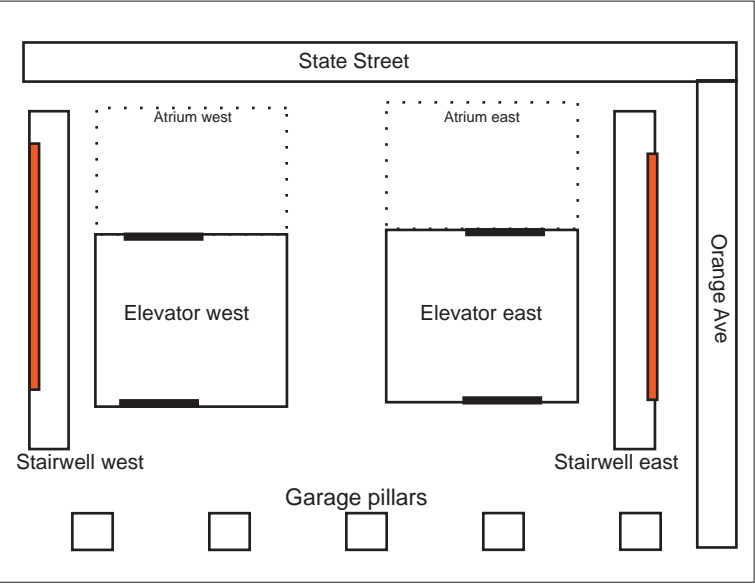 State Street
Atrium west
Atrium east
Elevator west
Elevator east
Orange Ave
Stairwell west
Stairwell east
Garage pillars